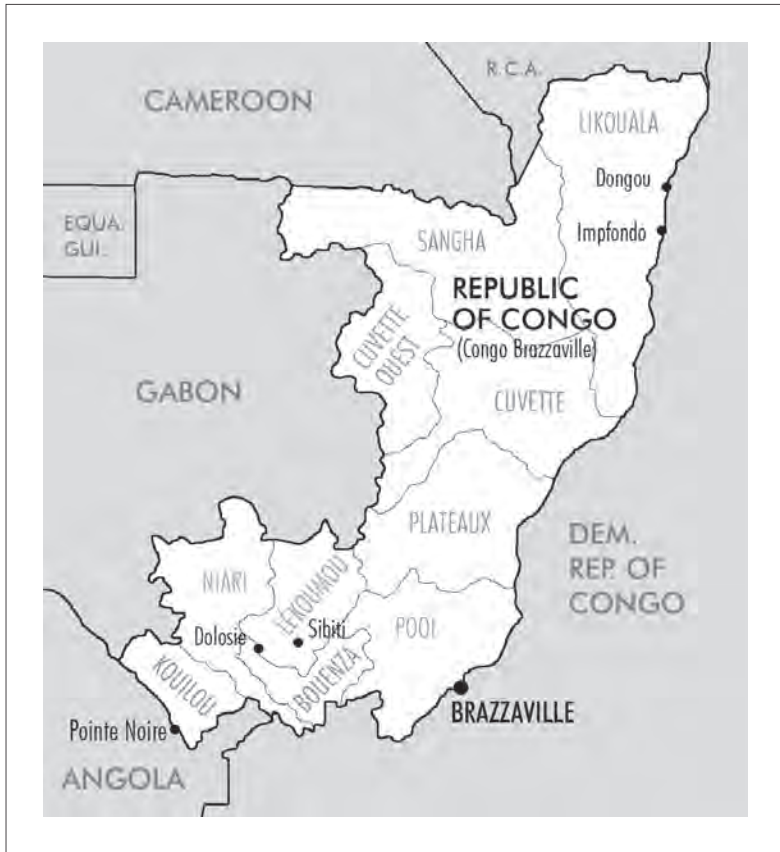 R.C.A.
CAMEROON
LIKOUALA
Dongou
EQUA.
GUI.
SANGHA
Impfondo
REPUBLIC
OF CONGO
(Congo Brazzaville)
CUVETTE
OUEST
GABON
CUVETTE
PLATEAUX
DEM.
REP. OF
CONGO
NIARI
LÉKOUMOU
POOL
Dolosie
Sibiti
BOUENZA
KOUILOU
BRAZZAVILLE
Pointe Noire
ANGOLA